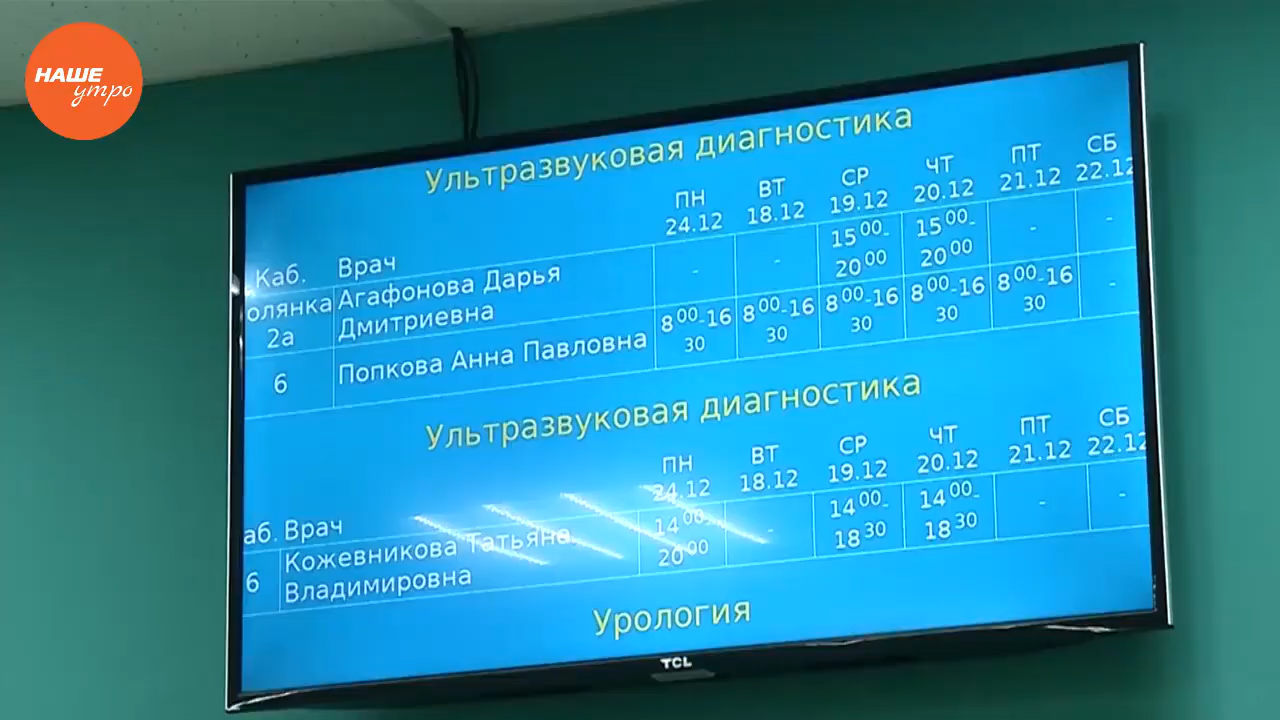 НАШЕ
утро
Ультразвуковая диагностика
ПН ВТ СР ЧТ ПТ СБ
24.12 18.12 19.12 20.12 21.12 22.12
Каб. Врач
олянка Агафонова Дарья - - 15 00- 15 00- - -
2а Дмитриевна 20 00 20 00
6 Попкова Анна Павловна 8 00-16 8 00-16 8 00-16 8 00-16 8 00-16 -
30 30 30 30 30
Ультразвуковая диагностика
ПН ВТ СР ЧТ ПТ СБ
24.12 18.12 19.12 20.12 21.12 22.12
аб. Врач
6 Кожевникова Татьяна 14 00- - 14 00- 14 00- - -
Владимировна 20 00 18 30 18 30
Урология
TCL